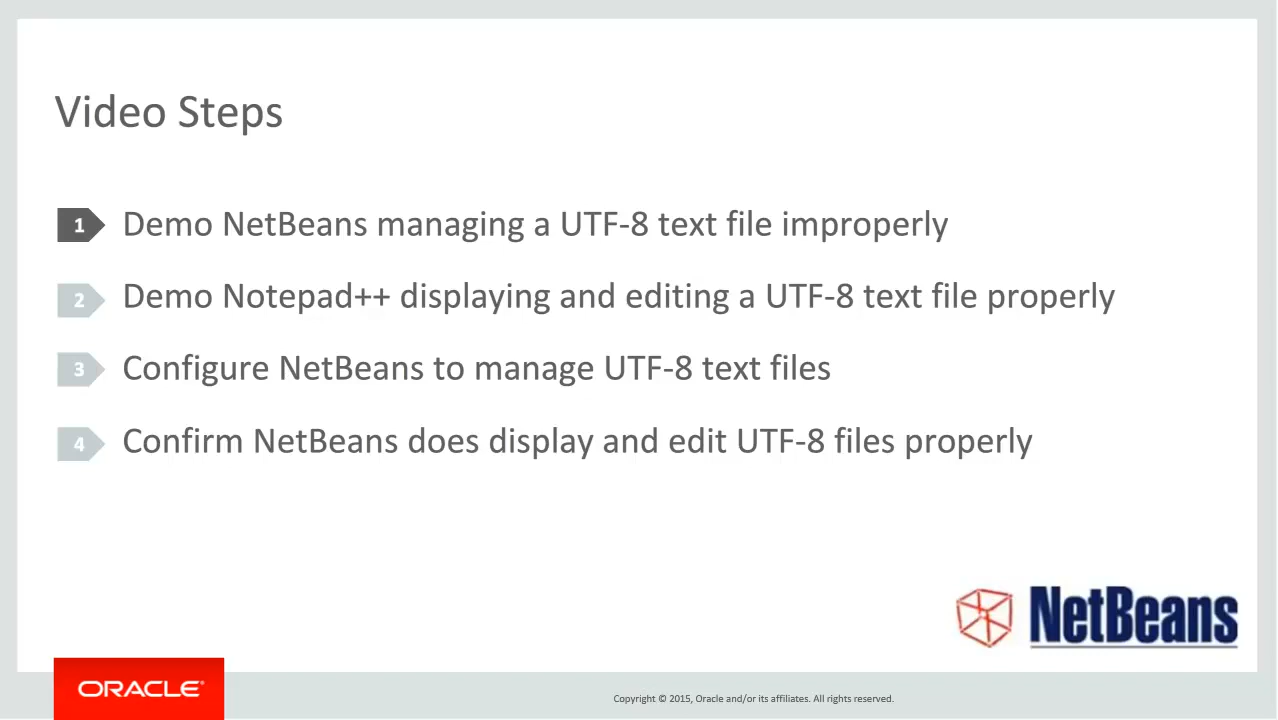 Video Steps
1 Demo NetBeans managing a UTF-8 text file improperly
2 Demo Notepad++ displaying and editing a UTF-8 text file properly
3 Configure NetBeans to manage UTF-8 text files
4 Confirm NetBeans does display and edit UTF-8 files properly
NetBeans
ORACLE®
Copyright © 2015, Oracle and/or its affiliates. All rights reserved.